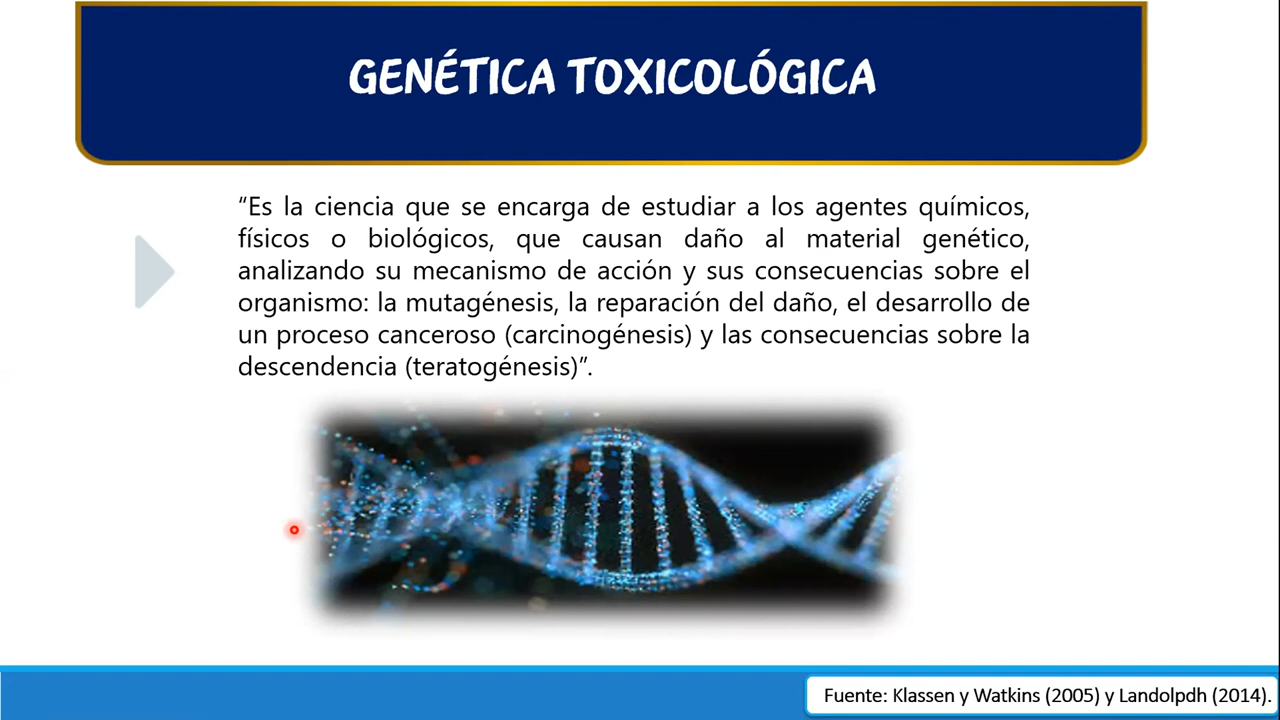 GENÉTICA TOXICOLÓGICA
“Es la ciencia que se encarga de estudiar a los agentes químicos,
físicos o biológicos, que causan daño al material genético,
analizando su mecanismo de acción y sus consecuencias sobre el
organismo: la mutagénesis, la reparación del daño, el desarrollo de
un proceso canceroso (carcinogénesis) y las consecuencias sobre la
descendencia (teratogénesis)”.
Fuente: Klassen y Watkins (2005) y Landolpdh (2014).